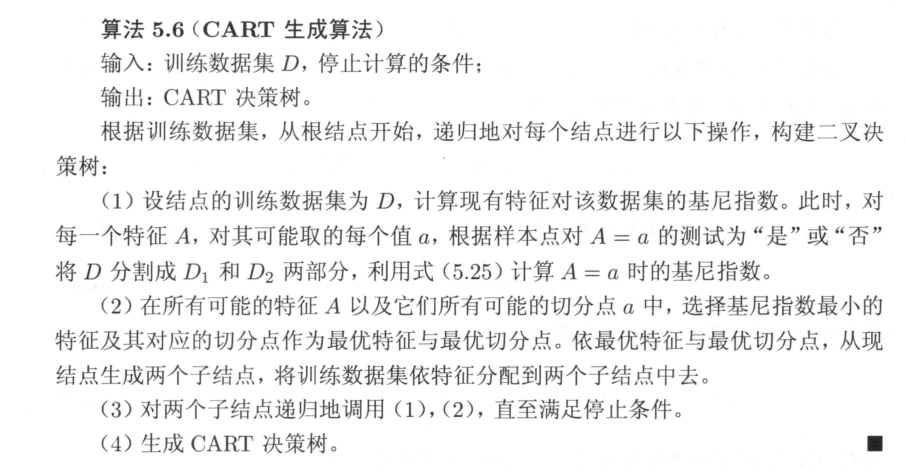 算法 5.6（CART 生成算法）
输入：训练数据集 D，停止计算的条件；
输出：CART 决策树。
根据训练数据集，从根结点开始，递归地对每个结点进行以下操作，构建二叉决
策树：
（1）设结点的训练数据集为 D，计算现有特征对该数据集的基尼指数。此时，对
每一个特征 A，对其可能取的每个值 a，根据样本点对 A = a 的测试为“是”或“否”
将 D 分割成 D₁ 和 D₂ 两部分，利用式 (5.25) 计算 A = a 时的基尼指数。
（2）在所有可能的特征 A 以及它们所有可能的切分点 a 中，选择基尼指数最小的
特征及其对应的切分点作为最优特征与最优切分点。依最优特征与最优切分点，从现
结点生成两个子结点，将训练数据集依特征分配到两个子结点中去。
（3）对两个子结点递归地调用（1），（2），直至满足停止条件。
（4）生成 CART 决策树。